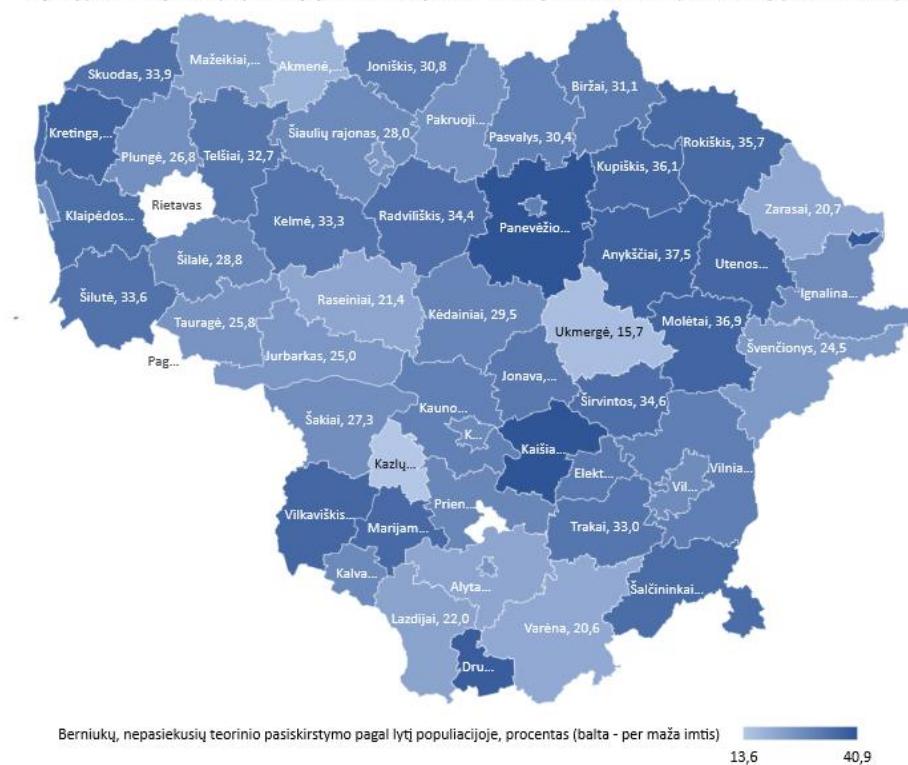 Skuodas, 33,9
Mažeikiai,...
Akmenė,...
Joniškis, 30,8
Biržai, 31,1
Kretinga,...
Plungė, 26,8
Telšiai, 32,7
Šiaulių rajonas, 28,0
Pakruoji...
Pasvalys, 30,4
Kupiškis, 36,1
Rokiškis, 35,7
Rietavas
Zarasai, 20,7
Klaipėdos...
Kelmė, 33,3
Radviliškis, 34,4
Panevėžio...
Anykščiai, 37,5
Utenos...
Šilalė, 28,8
Ignalina...
Šilutė, 33,6
Raseiniai, 21,4
Kėdainiai, 29,5
Ukmergė, 15,7
Molėtai, 36,9
Tauragė, 25,8
Švenčionys, 24,5
Pag...
Jurbarkas, 25,0
Jonava,...
Širvintos, 34,6
Šakiai, 27,3
Kauno...
K...
Kaišia...
Kazlų...
Elekt...
Vilnia...
Vil...
Prien...
Vilkaviškis...
Marijam...
Trakai, 33,0
Kalva...
Alyta...
Šalčininkai...
Lazdijai, 22,0
Varėna, 20,6
Dru...
Berniukų, nepasiekusių teorinio pasiskirstymo pagal lytį populiacijoje, procentas (balta - per maža imtis)
13,6 40,9